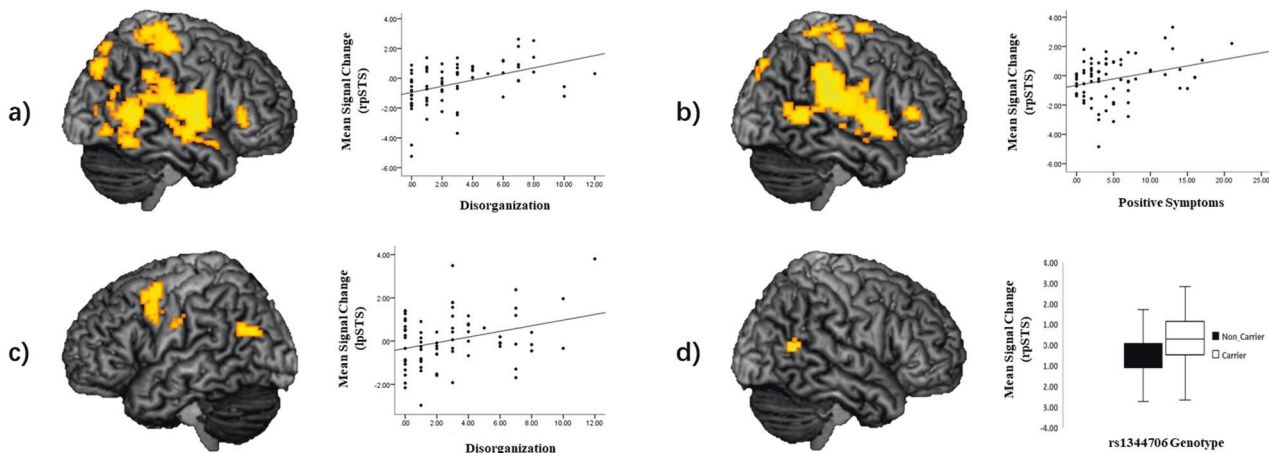 a)
Mean Signal Change
(rpSTS)
4.00
2.00
.00
-2.00
-4.00
-6.00
.00 2.00 4.00 6.00 8.00 10.00 12.00
Disorganization
b)
Mean Signal Change
(rpSTS)
4.00
2.00
.00
-2.00
-4.00
-6.00
.00 5.00 10.00 15.00 20.00 25.00
Positive Symptoms
c)
Mean Signal Change
(lpSTS)
4.00
2.00
.00
-2.00
.00 2.00 4.00 6.00 8.00 10.00 12.00
Disorganization
d)
Mean Signal Change
(rpSTS)
4.00
3.00
2.00
1.00
1.00
3.00
-4.00
Non_Carrier
Carrier
rs1344706 Genotype